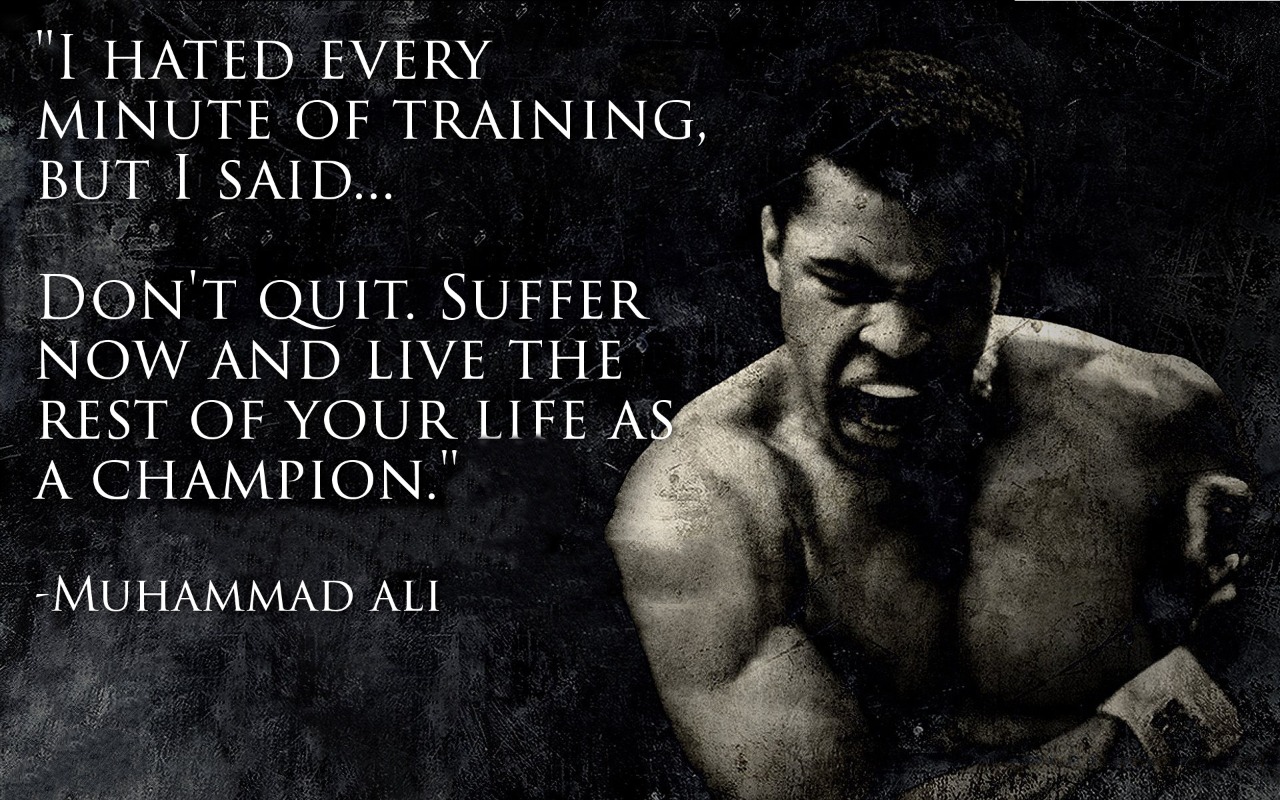 "I HATED EVERY
MINUTE OF TRAINING,
BUT I SAID...
DON'T QUIT. SUFFER
NOW AND LIVE THE
REST OF YOUR LIFE AS
A CHAMPION."
-MUHAMMAD ALI